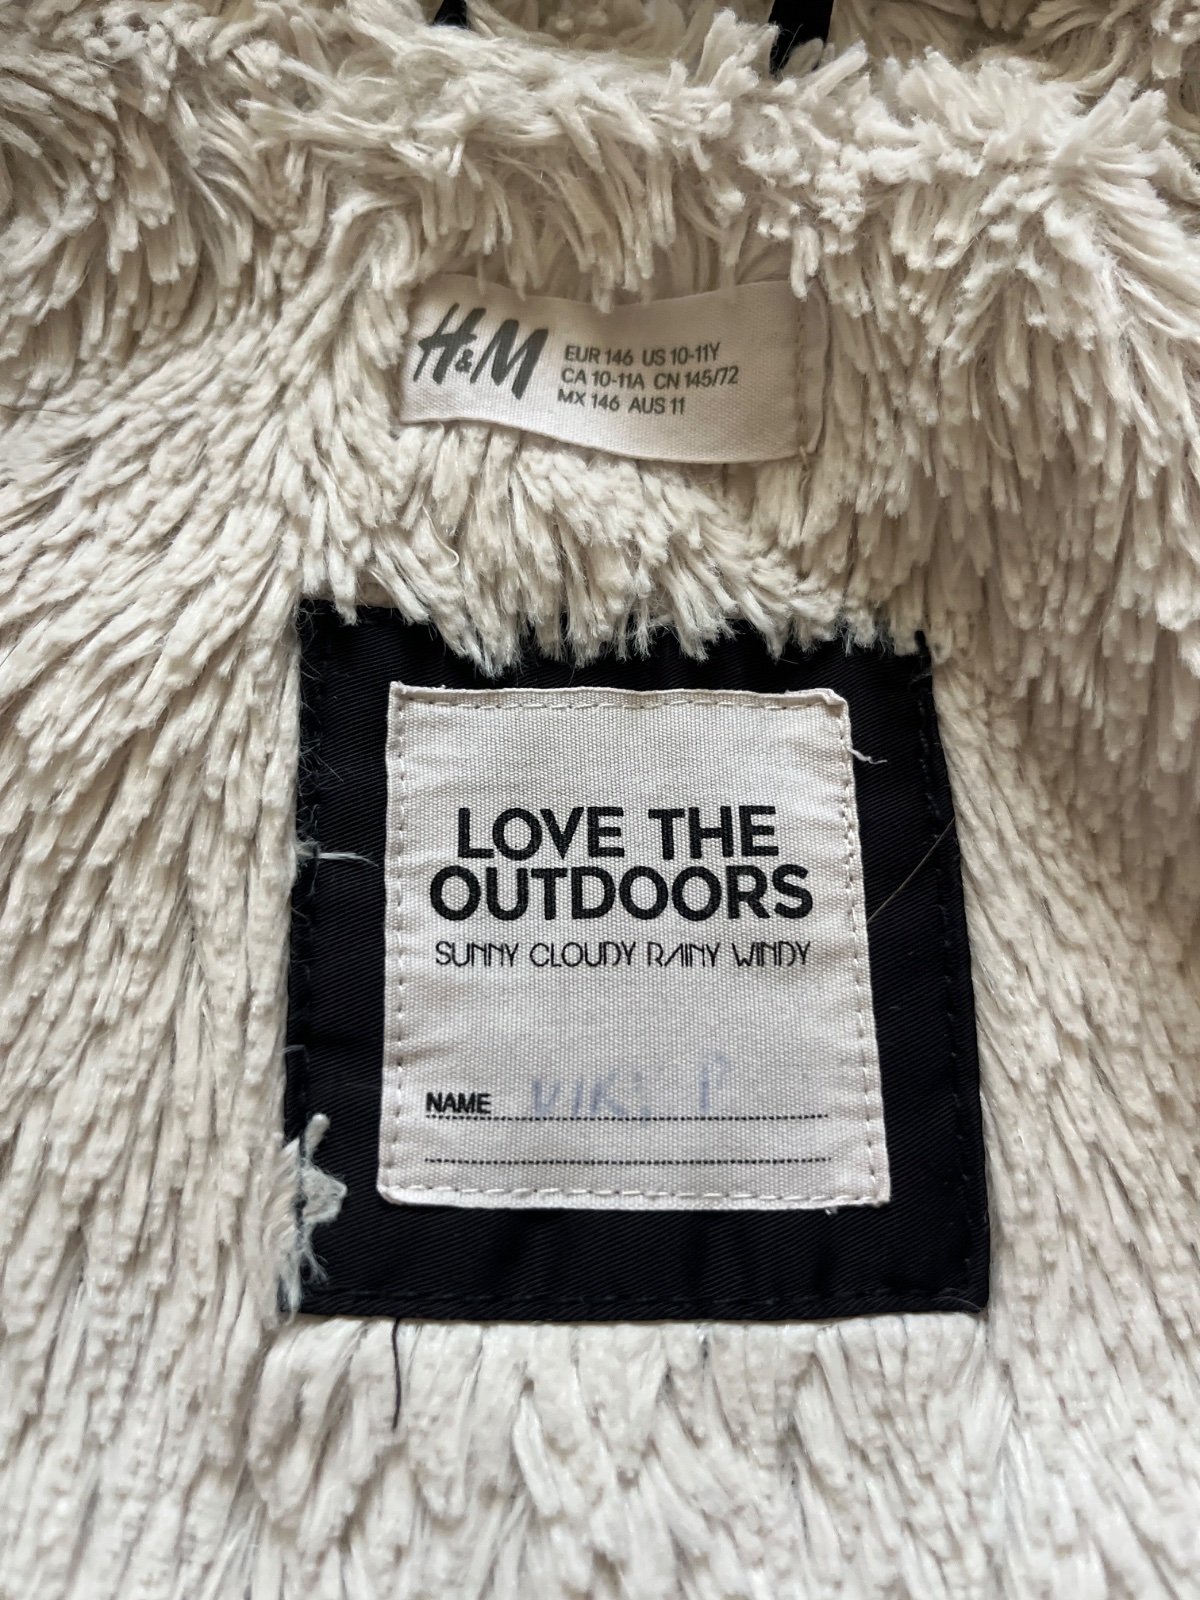 H&M
EUR 146 US 10-11Y
CA 10-11A CN 145/72
MX 146 AUS 11
LOVE THE
OUTDOORS
SUNNY CLOUDY RAINY WINDY
NAME VIKi P